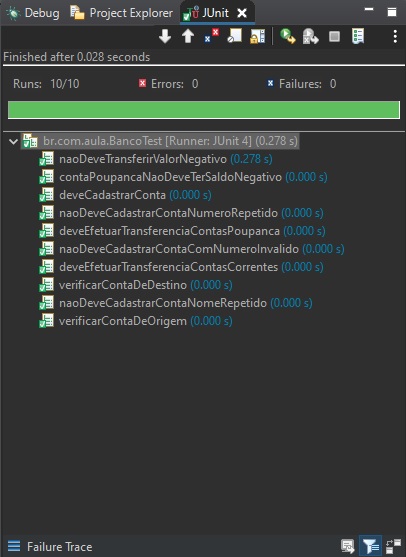 Debug Project Explorer JUnit
Finished after 0.028 seconds
Runs: 10/10 Errors: 0 Failures: 0
br.com.aula.BancoTest [Runner: JUnit 4] (0.278 s)
naoDeveTransferirValorNegativo (0.278 s)
contaPoupancaNaoDeveTerSaldoNegativo (0.000 s)
deveCadastrarConta (0.000 s)
naoDeveCadastrarContaNumeroRepetido (0.000 s)
deveEfetuarTransferenciaContasPoupanca (0.000 s)
naoDeveCadastrarContaComNumeroInvalido (0.000 s)
deveEfetuarTransferenciaContasCorrentes (0.000 s)
verificarContaDeDestino (0.000 s)
naoDeveCadastrarContaNomeRepetido (0.000 s)
verificarContaDeOrigem (0.000 s)
Failure Trace